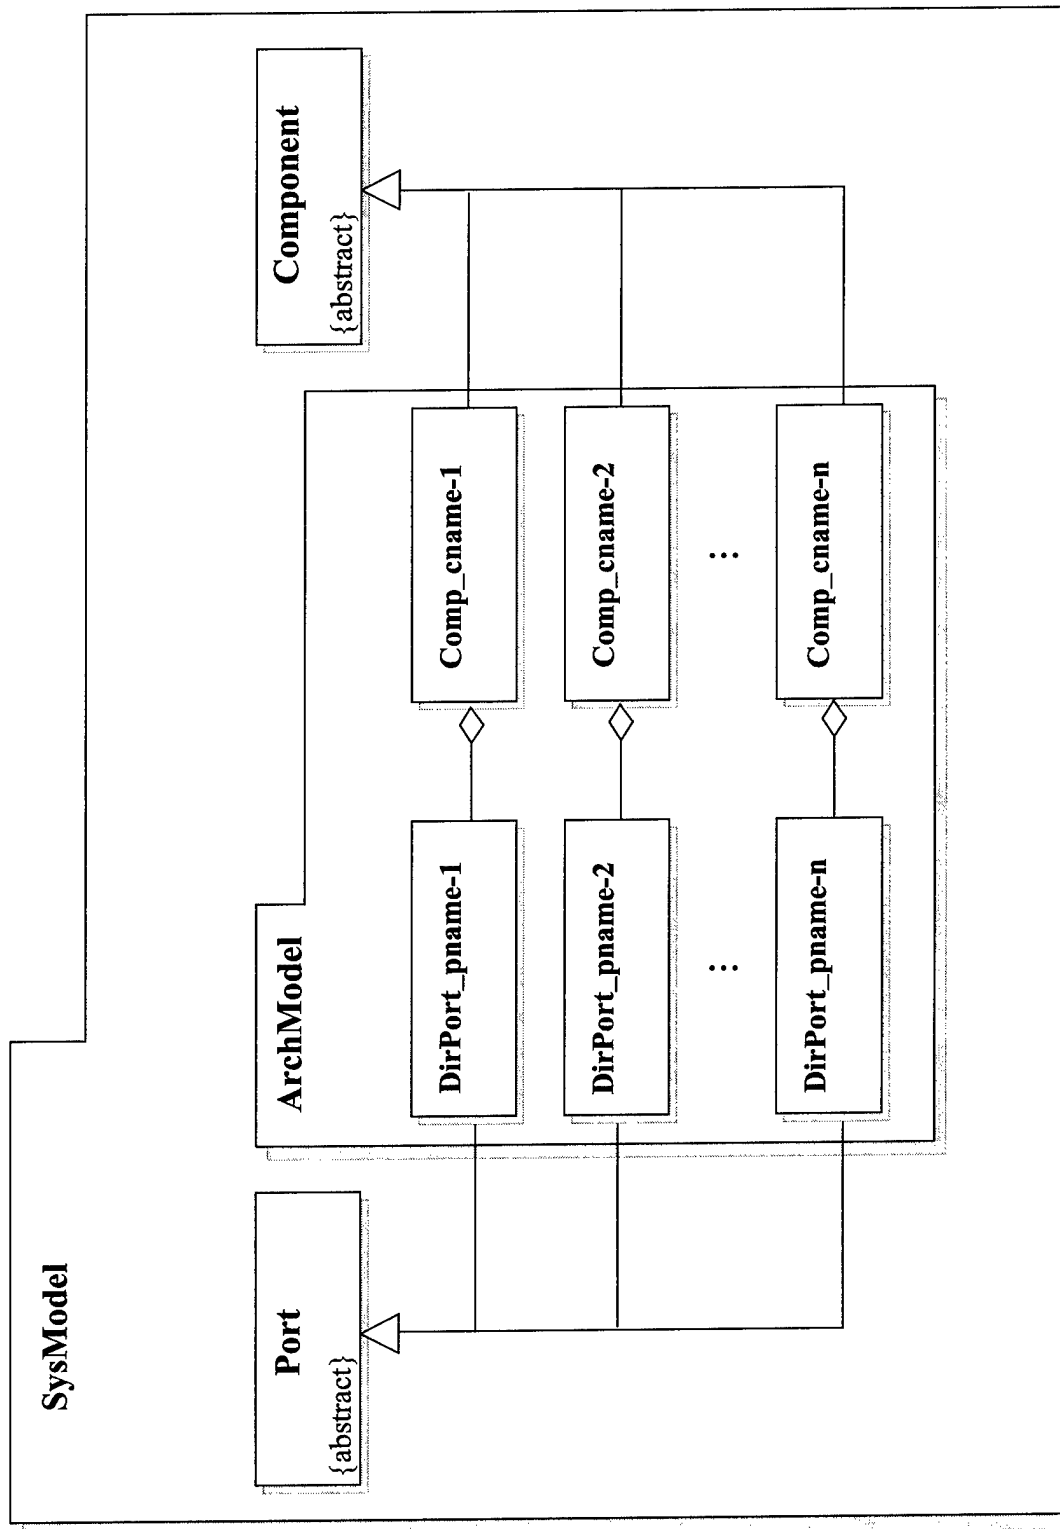 SysModel
Port
{abstract}
ArchModel
Component
{abstract}
DirPort_pname-1
Comp_cname-1
DirPort_pname-2
Comp_cname-2
...
...
DirPort_pname-n
Comp_cname-n